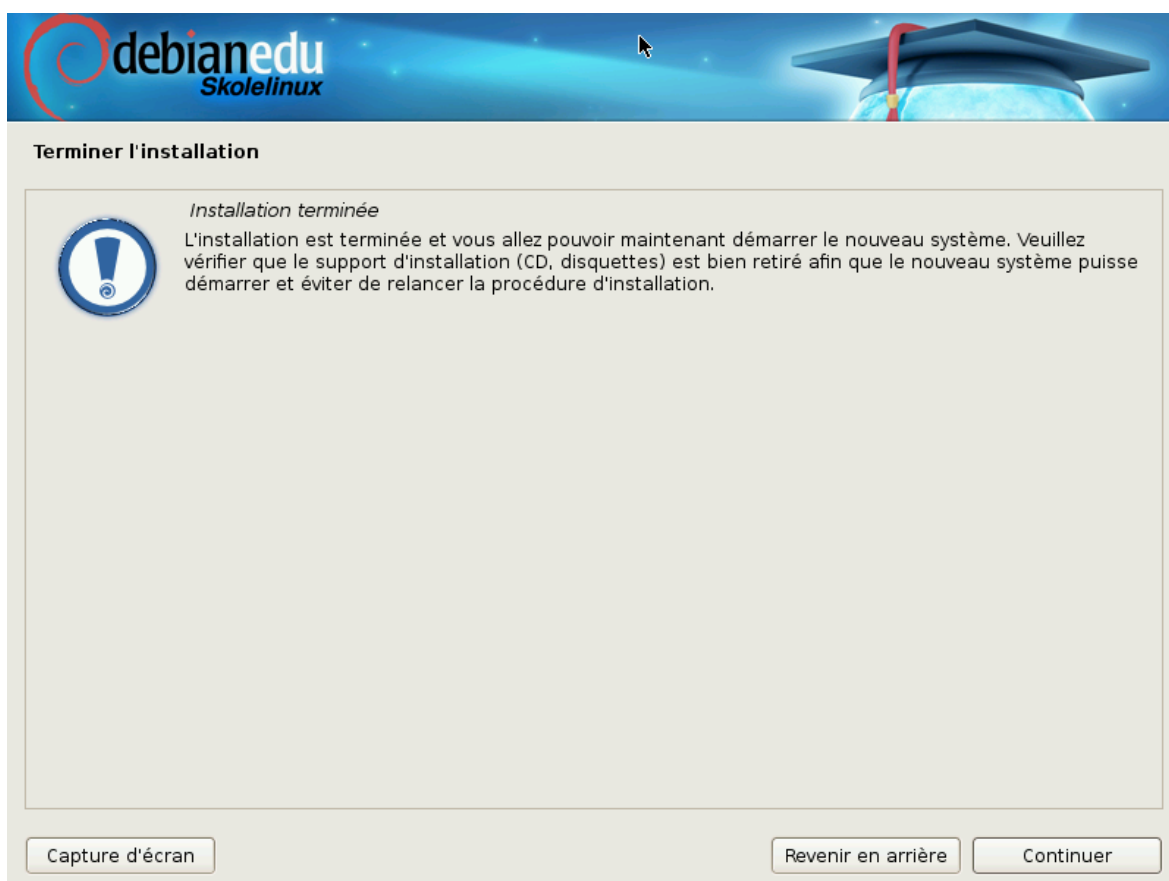 debianedu
Skolelinux
Terminer l'installation
Installation terminée
L'installation est terminée et vous allez pouvoir maintenant démarrer le nouveau système. Veuillez
vérifier que le support d'installation (CD, disquettes) est bien retiré afin que le nouveau système puisse
démarrer et éviter de relancer la procédure d'installation.
Capture d'écran
Revenir en arrière
Continuer